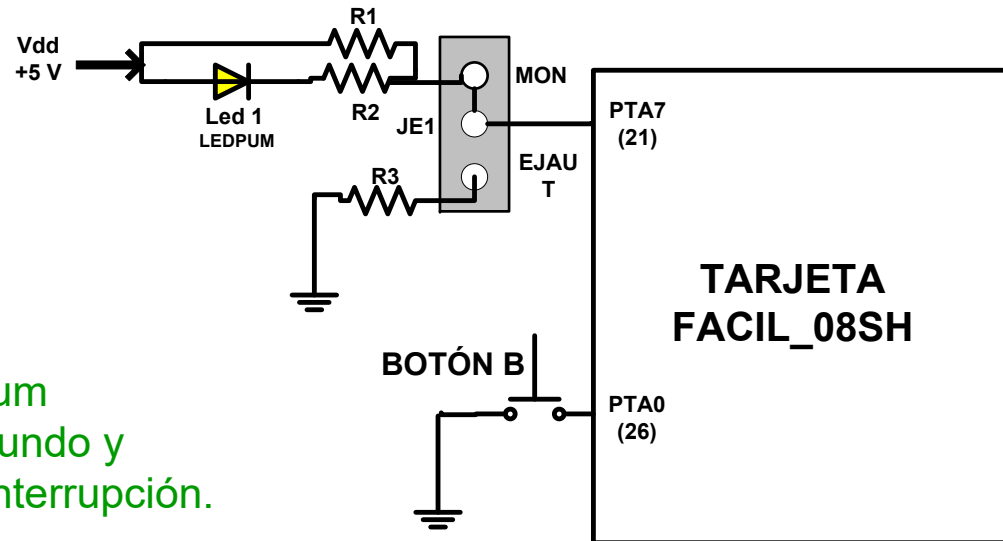 R1
Vdd
+5 V
MON
Led 1
LEDPUM
R2
JE1
PTA7
(21)
EJAU
T
R3
TARJETA
FACIL_08SH
BOTÓN B
PTA0
(26)
um
undo y
nterrupción.